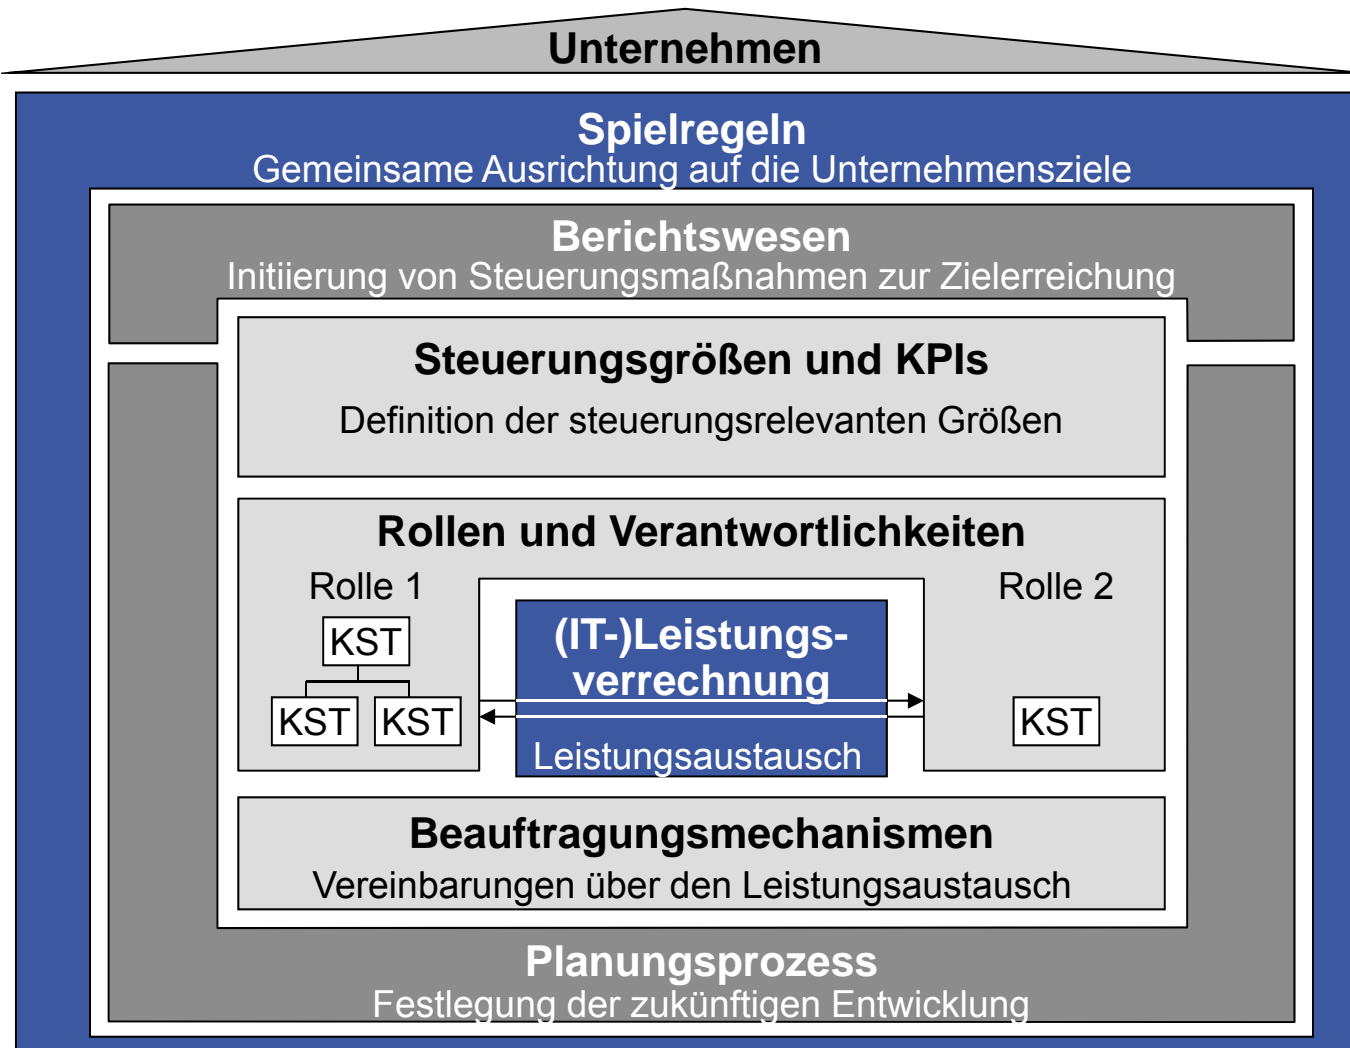 Unternehmen
Spielregeln
Gemeinsame Ausrichtung auf die Unternehmensziele
Berichtswesen
Initiierung von Steuerungsmaßnahmen zur Zielerreichung
Steuerungsgrößen und KPIs
Definition der steuerungsrelevanten Größen
Rollen und Verantwortlichkeiten
Rolle 1
KST
KST
KST
(IT-)Leistungs-
verrechnung
Leistungsaustausch
Rolle 2
KST
Beauftragungsmechanismen
Vereinbarungen über den Leistungsaustausch
Planungsprozess
Festlegung der zukünftigen Entwicklung